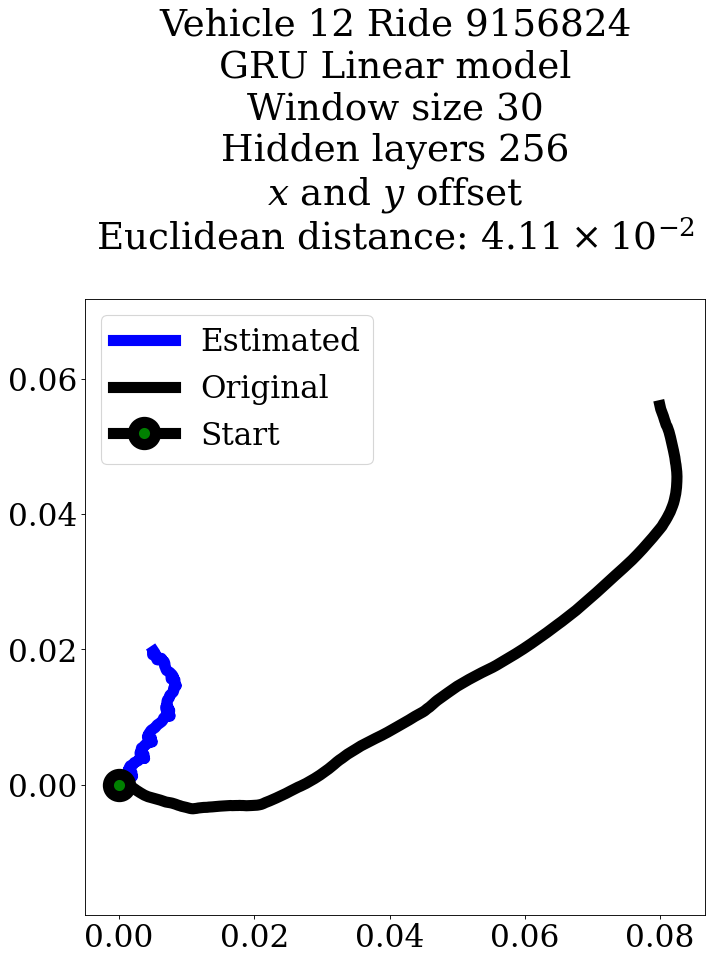 Vehicle 12 Ride 9156824
GRU Linear model
Window size 30
Hidden layers 256
x and y offset
Euclidean distance: 4.11 × 10⁻²
Estimated
Original
Start
0.06
0.04
0.02
0.00
0.00 0.02 0.04 0.06 0.08